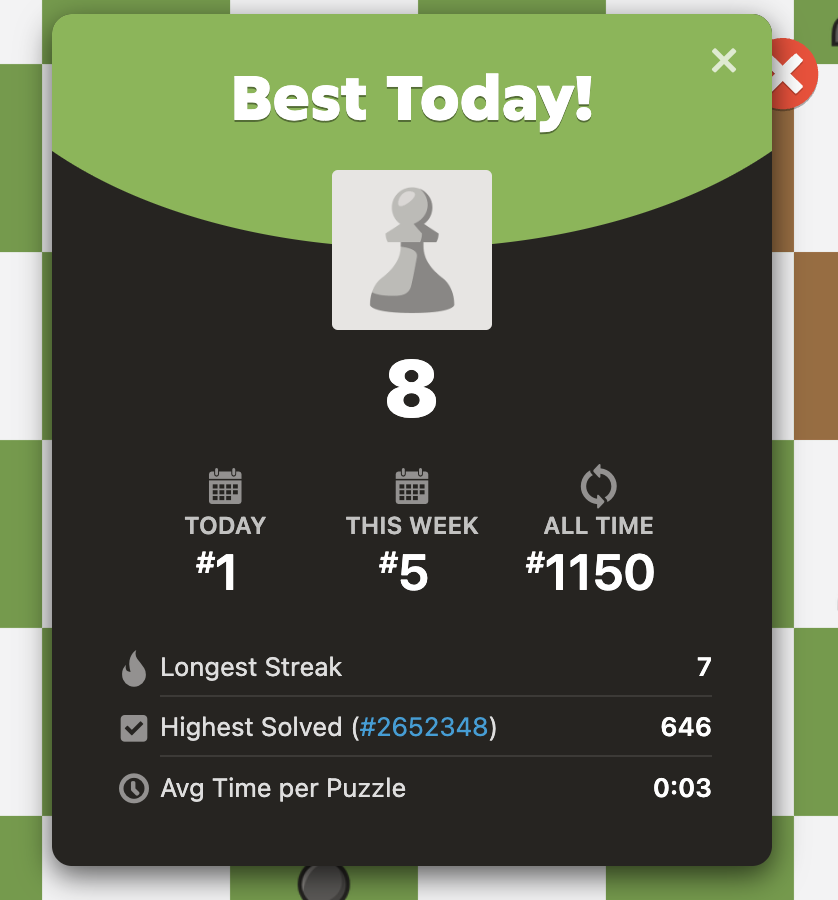 Best Today!
8
TODAY THIS WEEK ALL TIME
#1 #5 #1150
Longest Streak 7
Highest Solved (#2652348) 646
Avg Time per Puzzle 0:03